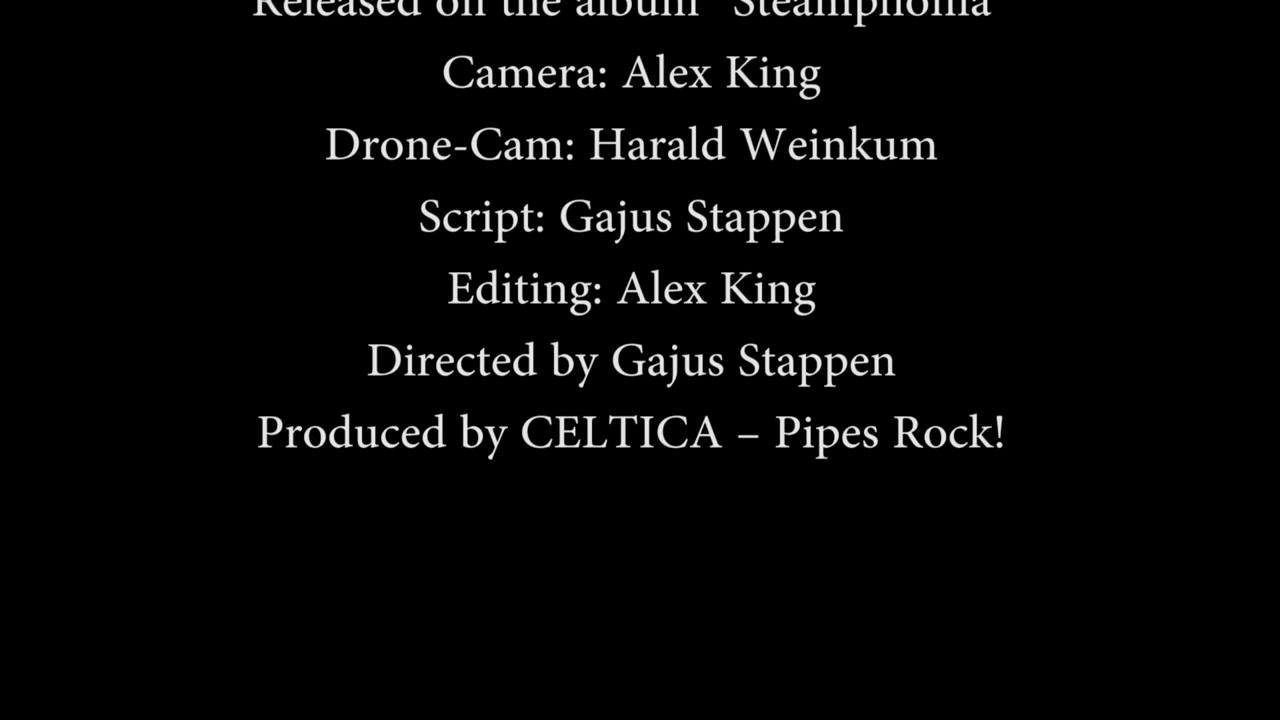 Released on the album "Steamphonia"
Camera: Alex King
Drone-Cam: Harald Weinkum
Script: Gajus Stappen
Editing: Alex King
Directed by Gajus Stappen
Produced by CELTICA – Pipes Rock!